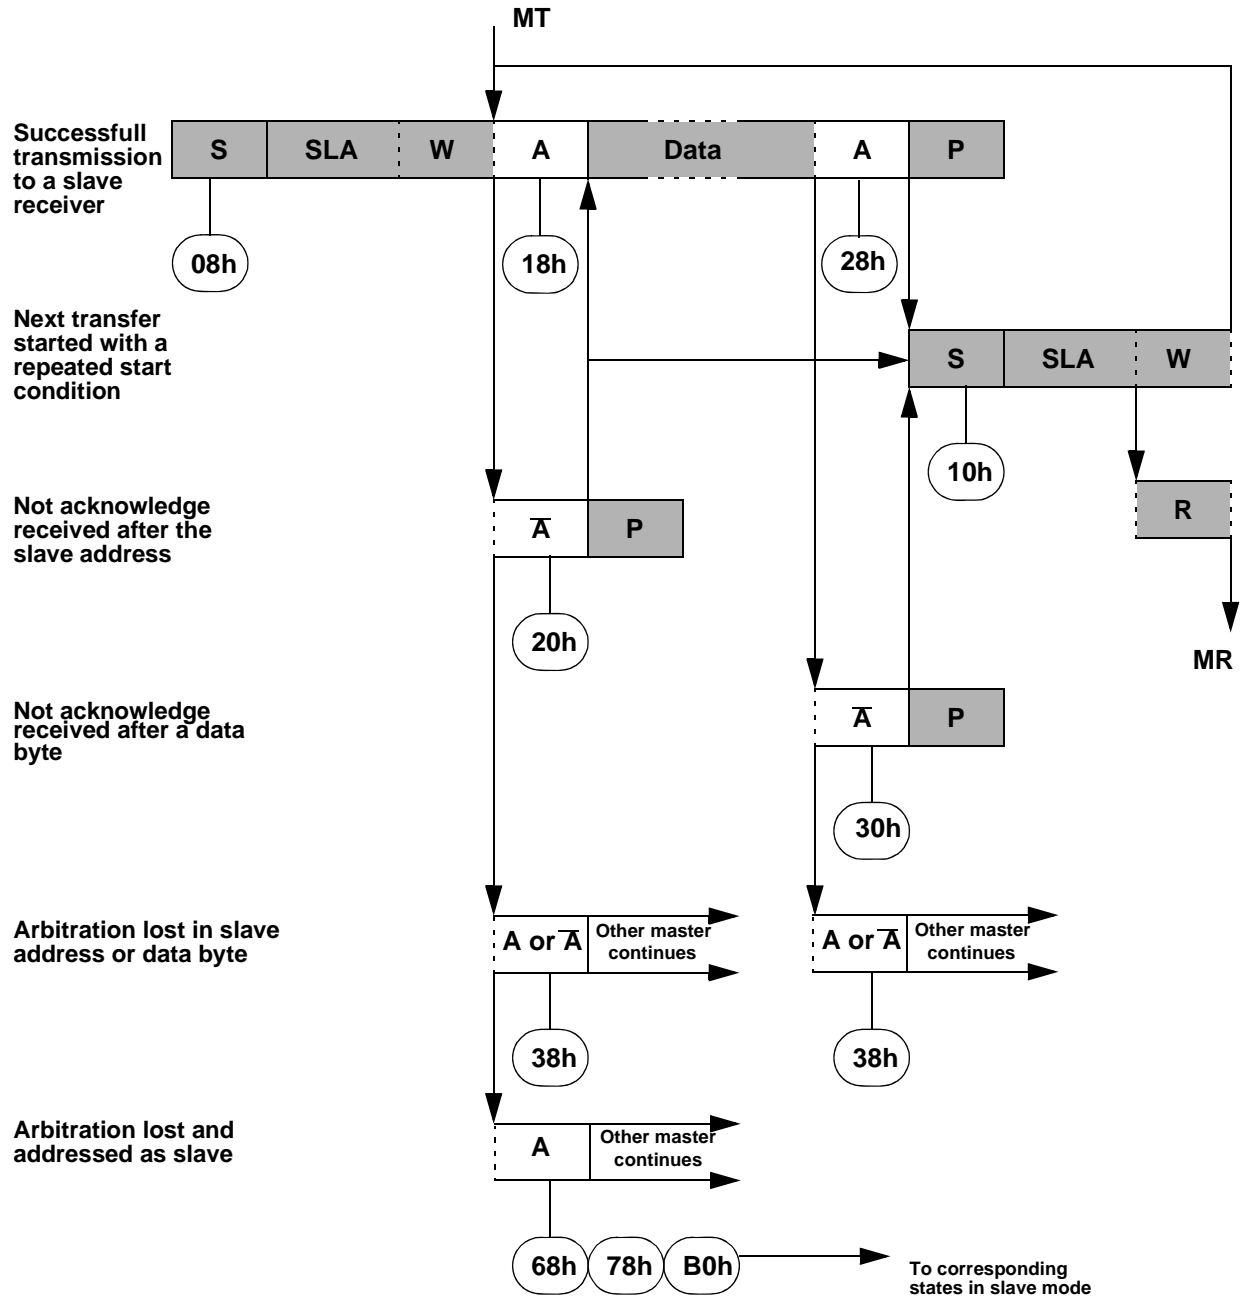 MT
Successfull
transmission
to a slave
receiver
S SLA W A Data A P
08h 18h 28h
Next transfer
started with a
repeated start
condition
S SLA W
10h
Not acknowledge
received after the
slave address
A̅ P
R
20h
MR
Not acknowledge
received after a data
byte
A̅ P
30h
Arbitration lost in slave
address or data byte
A or A̅ Other master
continues
A or A̅ Other master
continues
38h 38h
Arbitration lost and
addressed as slave
A Other master
continues
68h 78h B0h
To corresponding
states in slave mode